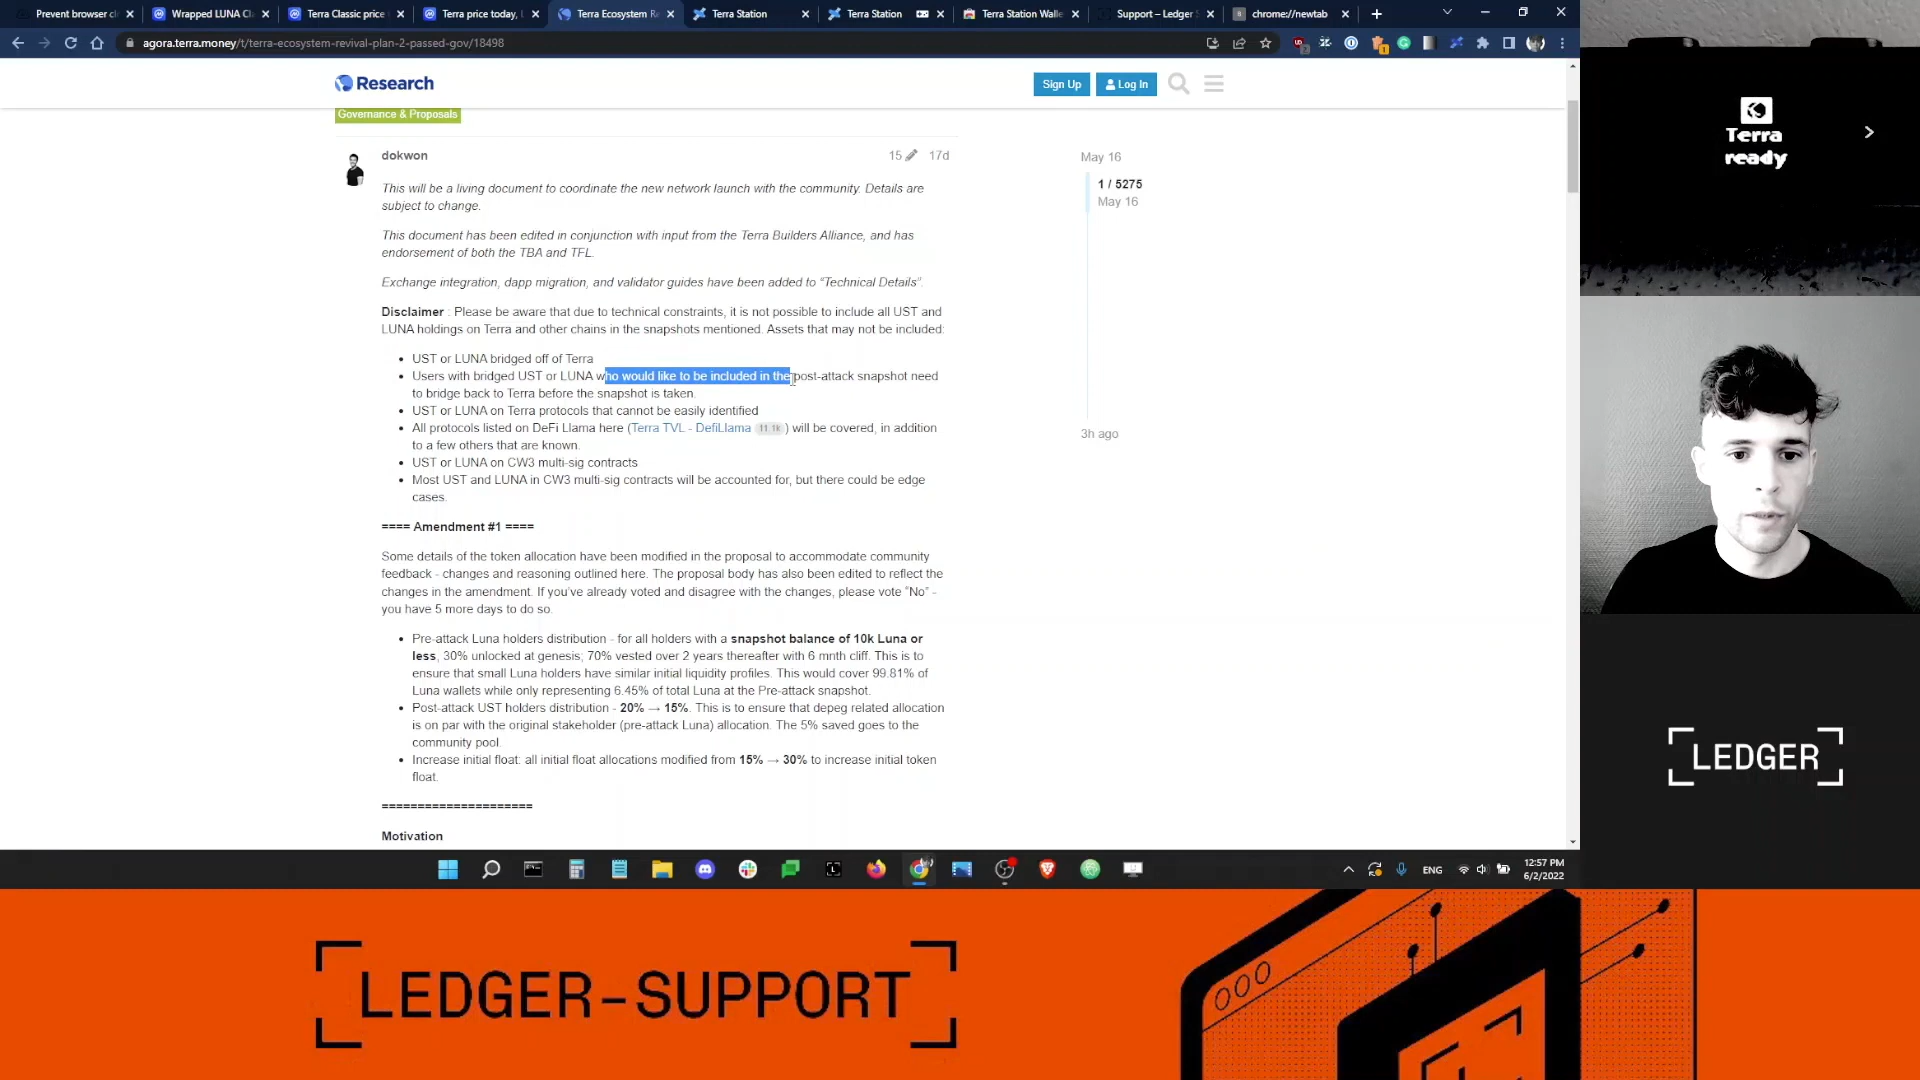 Prevent browser cl
Wrapped LUNA Cl
Terra Classic price
Terra price today, L
Terra Ecosystem Re
Terra Station
Terra Station
Terra Station Walle
Support – Ledger S
chrome://newtab
agora.terra.money/t/terra-ecosystem-revival-plan-2-passed-gov/18498
Research
Sign Up
Log In
Governance & Proposals
dokwon
15
17d
This will be a living document to coordinate the new network launch with the community. Details are
subject to change.
This document has been edited in conjunction with input from the Terra Builders Alliance, and has
endorsement of both the TBA and TFL.
Exchange integration, dapp migration, and validator guides have been added to “Technical Details”.
Disclaimer : Please be aware that due to technical constraints, it is not possible to include all UST and
LUNA holdings on Terra and other chains in the snapshots mentioned. Assets that may not be included:
• UST or LUNA bridged off of Terra
• Users with bridged UST or LUNA who would like to be included in the post-attack snapshot need
to bridge back to Terra before the snapshot is taken.
• UST or LUNA on Terra protocols that cannot be easily identified
• All protocols listed on DeFi Llama here (Terra TVL - DefiLlama 11.1k ) will be covered, in addition
to a few others that are known.
• UST or LUNA on CW3 multi-sig contracts
• Most UST and LUNA in CW3 multi-sig contracts will be accounted for, but there could be edge
cases.
==== Amendment #1 ====
Some details of the token allocation have been modified in the proposal to accommodate community
feedback - changes and reasoning outlined here. The proposal body has also been edited to reflect the
changes in the amendment. If you’ve already voted and disagree with the changes, please vote “No” -
you have 5 more days to do so.
• Pre-attack Luna holders distribution - for all holders with a snapshot balance of 10k Luna or
less, 30% unlocked at genesis; 70% vested over 2 years thereafter with 6 mnth cliff. This is to
ensure that small Luna holders have similar initial liquidity profiles. This would cover 99.81% of
Luna wallets while only representing 6.45% of total Luna at the Pre-attack snapshot.
• Post-attack UST holders distribution - 20% → 15%. This is to ensure that depeg related allocation
is on par with the original stakeholder (pre-attack Luna) allocation. The 5% saved goes to the
community pool.
• Increase initial float: all initial float allocations modified from 15% → 30% to increase initial token
float.
======================
Motivation
May 16
1 / 5275
May 16
3h ago
ENG
12:57 PM
6/2/2022
Terra
ready
LEDGER
LEDGER-SUPPORT